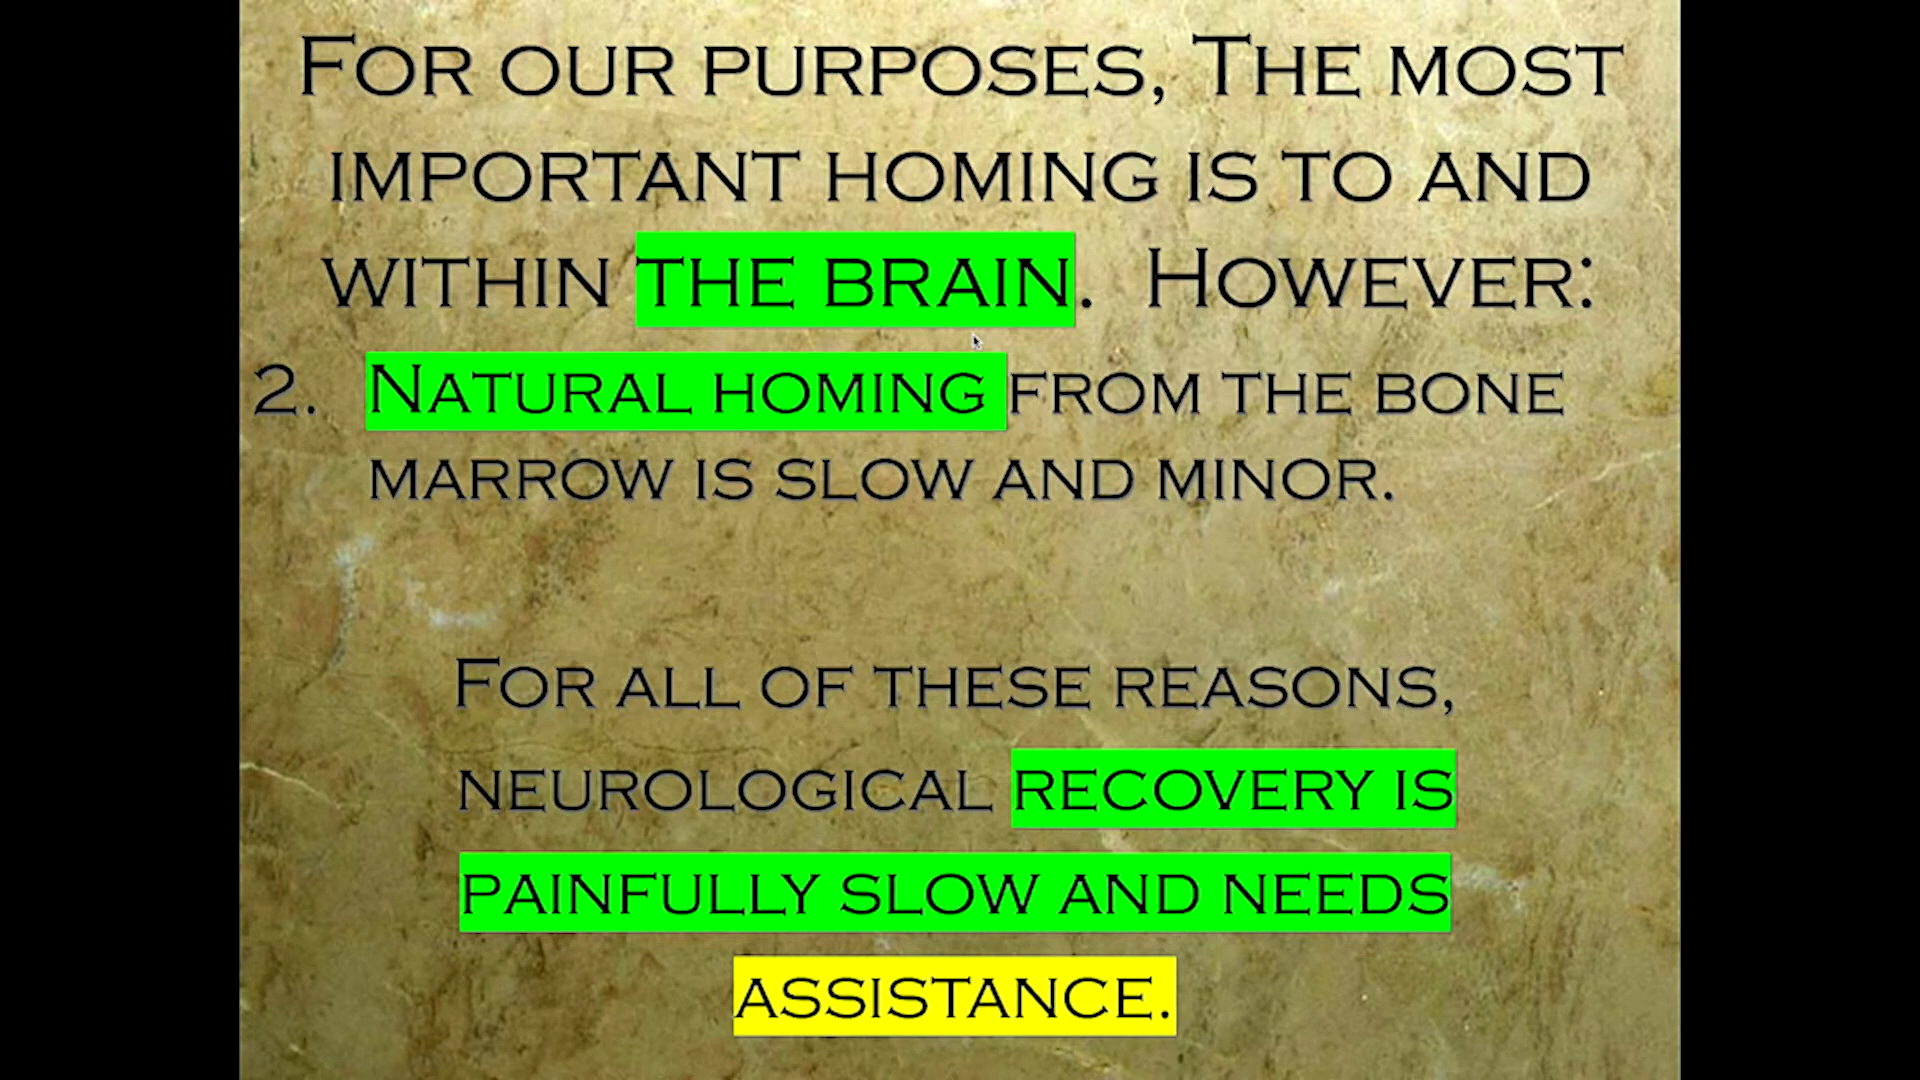 For our purposes, The most
important homing is to and
within the brain. However:
2. Natural homing from the bone
marrow is slow and minor.
For all of these reasons,
neurological recovery is
painfully slow and needs
assistance.